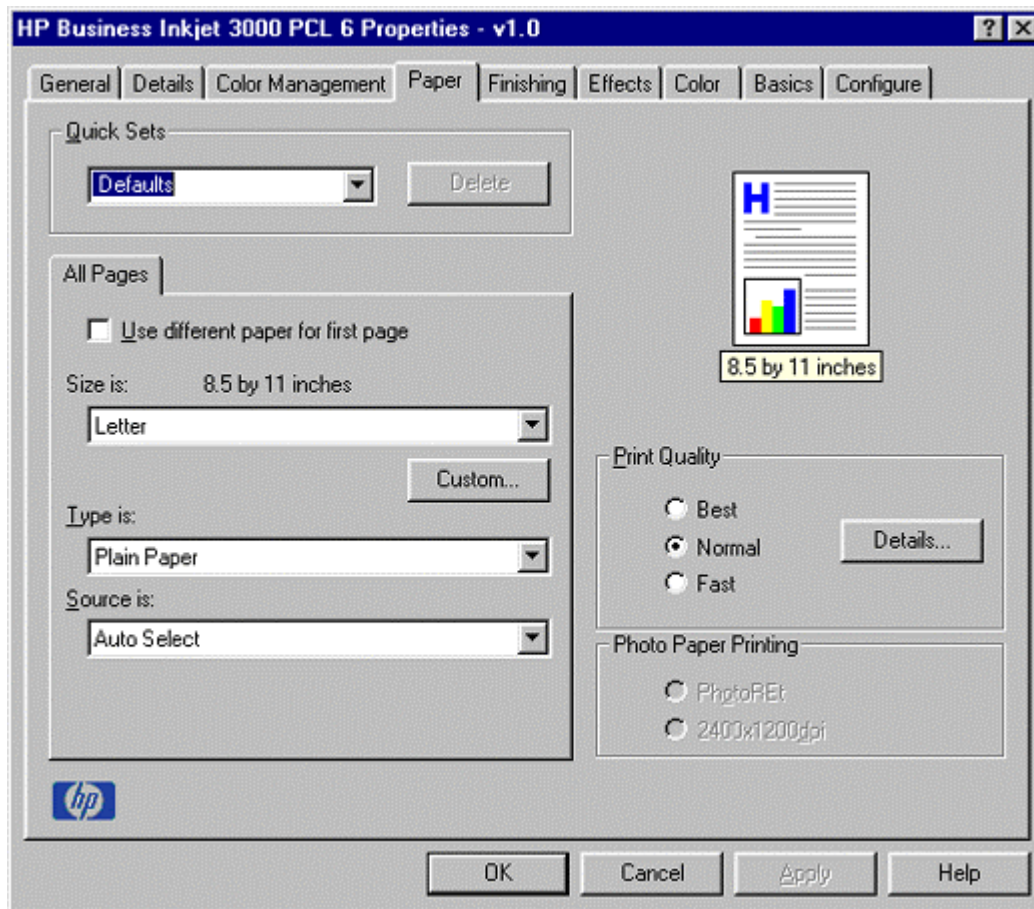 HP Business Inkjet 3000 PCL 6 Properties - v1.0
General Details Color Management Paper Finishing Effects Color Basics Configure
Quick Sets
Defaults Delete
H
All Pages
Use different paper for first page
8.5 by 11 inches
Size is: 8.5 by 11 inches
Letter
Custom...
Type is:
Plain Paper
Source is:
Auto Select
Print Quality
Best
Normal
Fast
Details...
Photo Paper Printing
PhotoREt
2400x1200dpi
hp
OK Cancel Apply Help